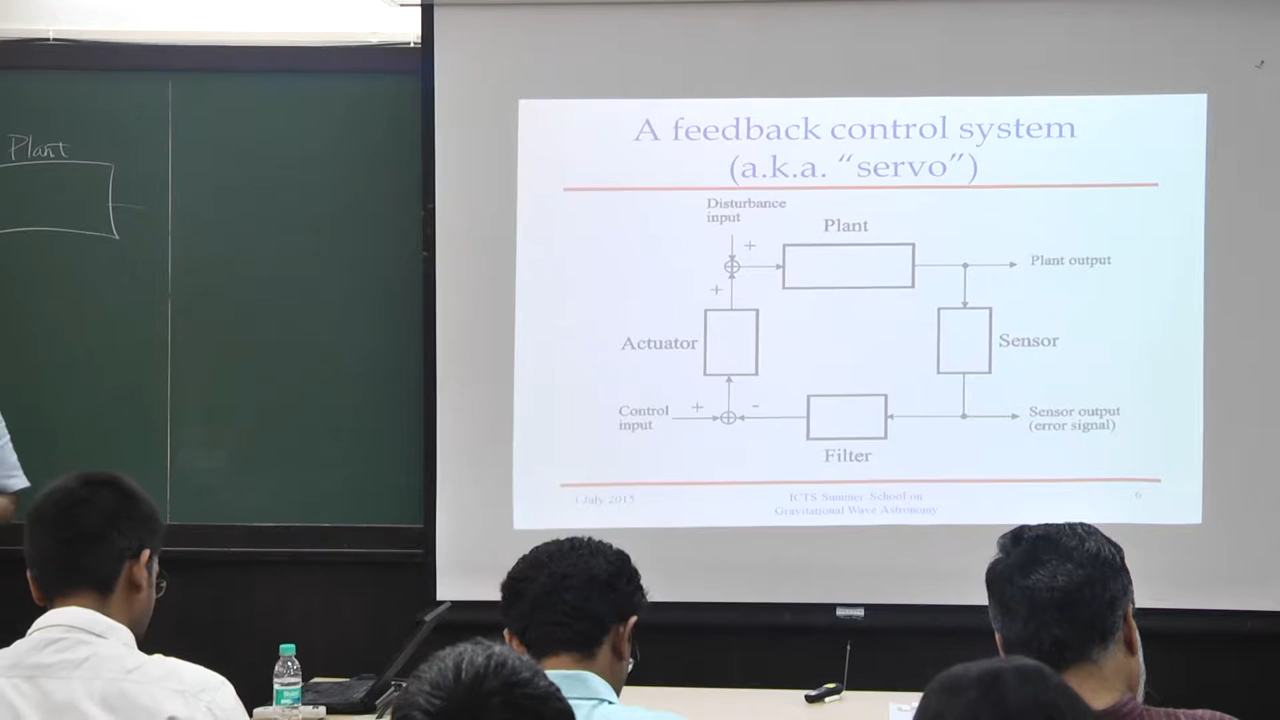 Plant
A feedback control system
(a.k.a. “servo”)
Disturbance
input
+
Plant
Plant output
+
Actuator
Sensor
Control
input
+
-
Sensor output
(error signal)
Filter
July 2015
ICTS Summer School on
Gravitational Wave Astronomy
6